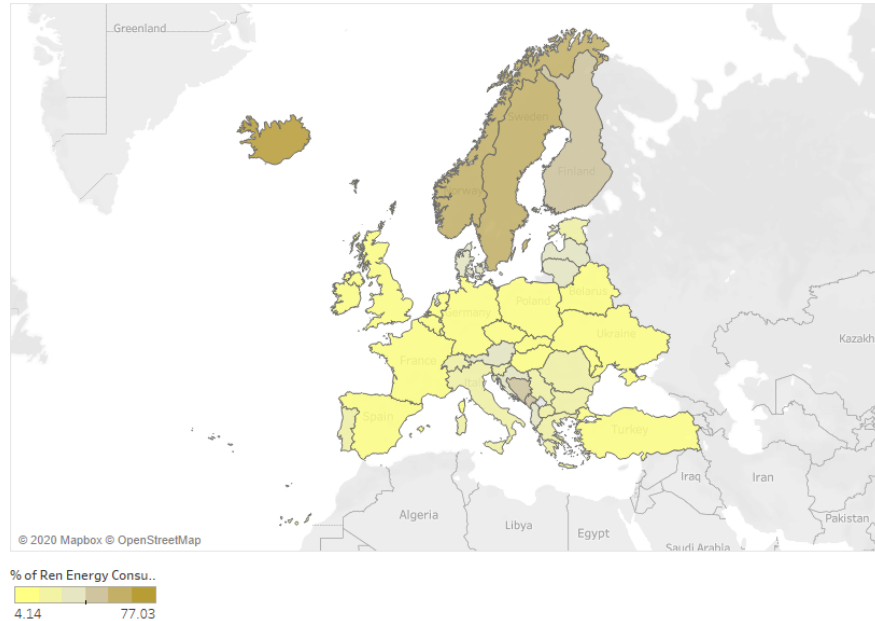 Greenland
Sweden
Norway
Finland
Belarus
Poland
Germany
Ukraine
Kazakh
France
Spain
Turkey
Iraq
Iran
Algeria
Libya
Egypt
Pakistan
Saudi Arabia
© 2020 Mapbox © OpenStreetMap
% of Ren Energy Consu..
4.14 77.03